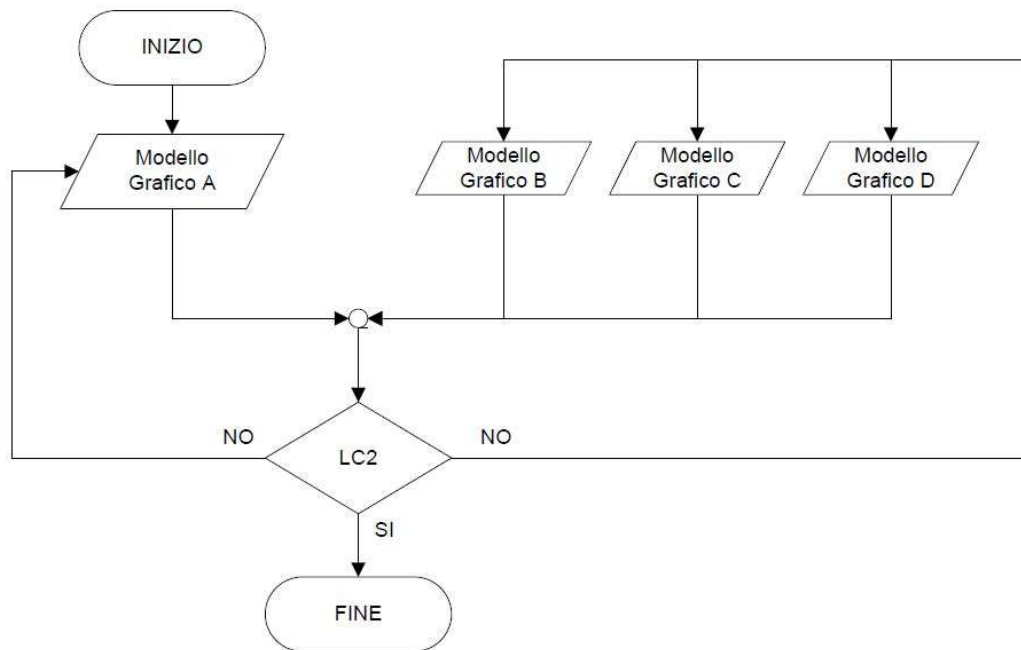 INIZIO
Modello
Grafico A
Modello
Grafico B
Modello
Grafico C
Modello
Grafico D
NO
LC2
NO
SI
FINE